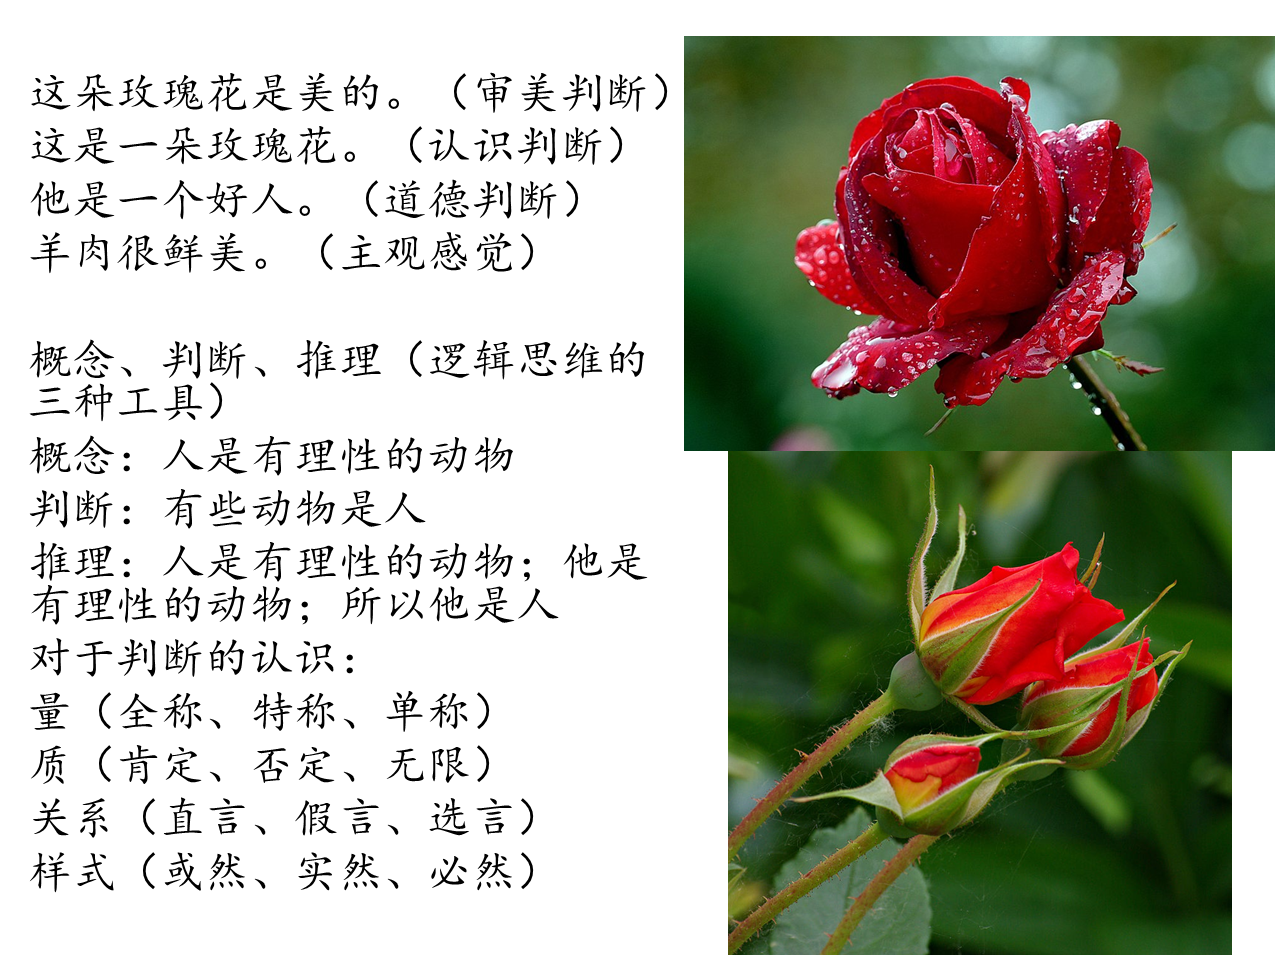 这朵玫瑰花是美的。（审美判断）
这是一朵玫瑰花。（认识判断）
他是一个好人。（道德判断）
羊肉很鲜美。（主观感觉）
概念、判断、推理（逻辑思维的
三种工具）
概念：人是有理性的动物
判断：有些动物是人
推理：人是有理性的动物；他是
有理性的动物；所以他是人
对于判断的认识：
量（全称、特称、单称）
质（肯定、否定、无限）
关系（直言、假言、选言）
样式（或然、实然、必然）